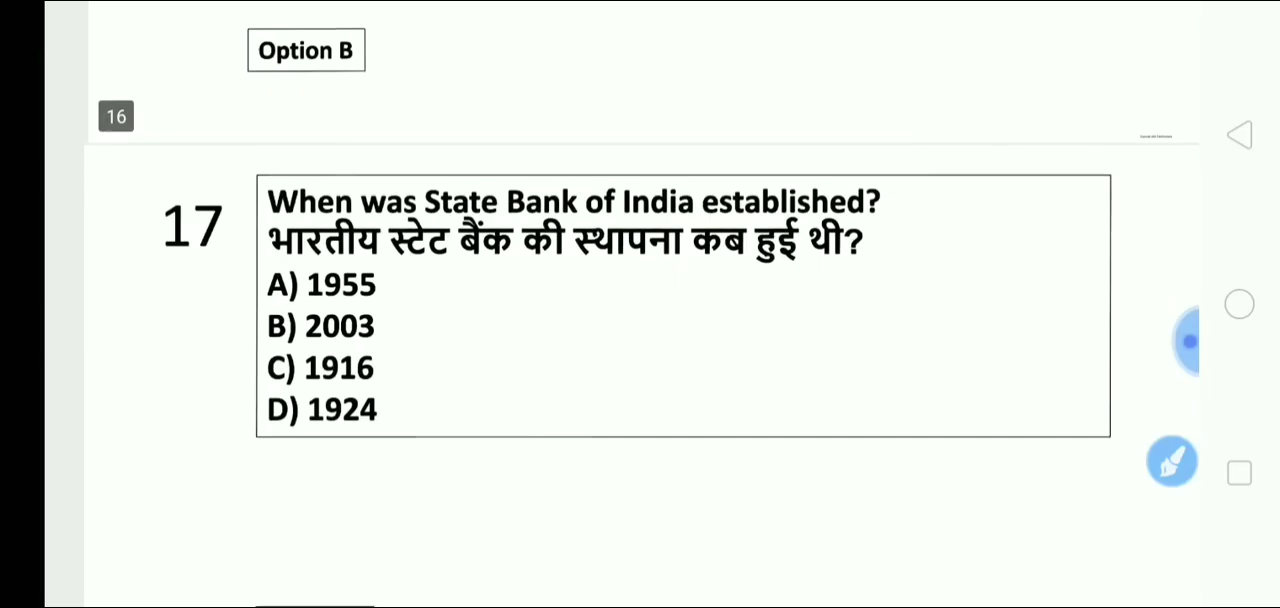 Option B
16
17
When was State Bank of India established?
भारतीय स्टेट बैंक की स्थापना कब हुई थी?
A) 1955
B) 2003
C) 1916
D) 1924